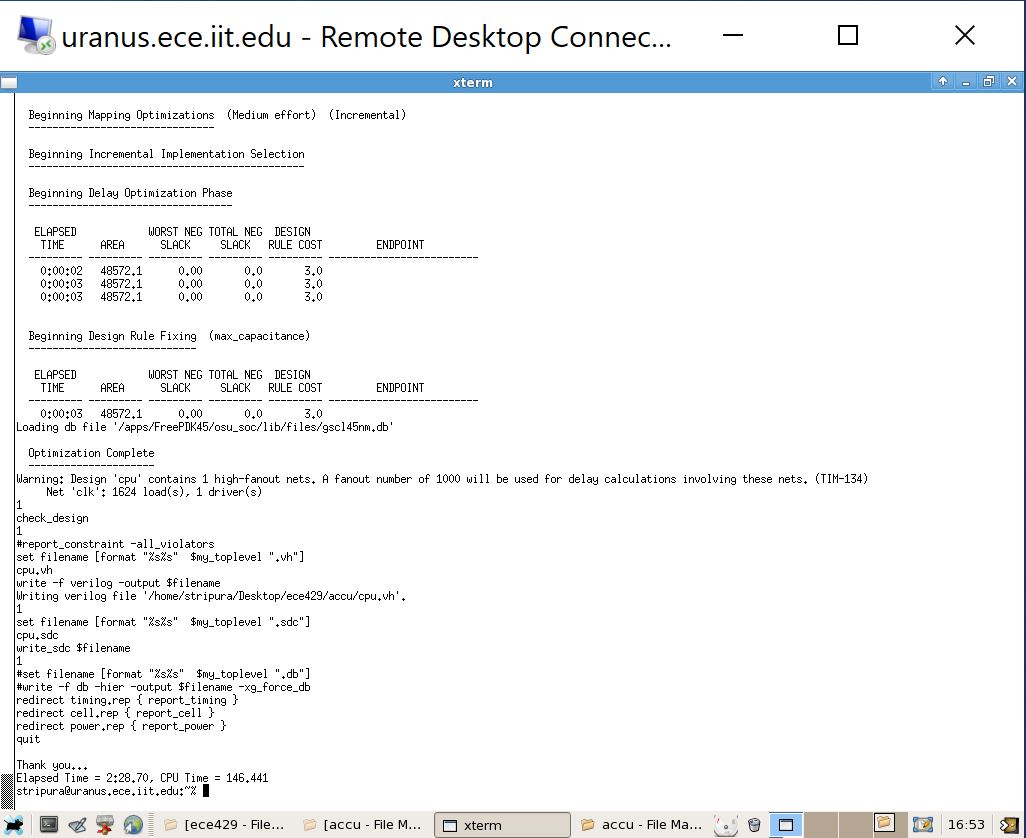 uranus.ece.iit.edu - Remote Desktop Connec...
xterm
Beginning Mapping Optimizations  (Medium effort)  (Incremental)
-------------------------------
Beginning Incremental Implementation Selection
----------------------------------------------
Beginning Delay Optimization Phase
----------------------------------
ELAPSED            WORST NEG TOTAL NEG  DESIGN
TIME      AREA      SLACK     SLACK   RULE COST         ENDPOINT
--------- --------- --------- --------- --------- -------------------------
0:00:02   48572.1      0.00       0.0       3.0
0:00:03   48572.1      0.00       0.0       3.0
0:00:03   48572.1      0.00       0.0       3.0
Beginning Design Rule Fixing  (max_capacitance)
----------------------------
ELAPSED            WORST NEG TOTAL NEG  DESIGN
TIME      AREA      SLACK     SLACK   RULE COST         ENDPOINT
--------- --------- --------- --------- --------- -------------------------
0:00:03   48572.1      0.00       0.0       3.0
Loading db file '/apps/FreePDK45/osu_soc/lib/files/gscl45nm.db'
Optimization Complete
---------------------
Warning: Design 'cpu' contains 1 high-fanout nets. A fanout number of 1000 will be used for delay calculations involving these nets. (TIM-134)
Net 'clk': 1624 load(s), 1 driver(s)
1
check_design
1
#report_constraint -all_violators
set filename [format "%s%s"  $my_toplevel ".vh"]
cpu.vh
write -f verilog -output $filename
Writing verilog file '/home/stripura/Desktop/ece429/accu/cpu.vh'.
1
set filename [format "%s%s"  $my_toplevel ".sdc"]
cpu.sdc
write_sdc $filename
1
#set filename [format "%s%s"  $my_toplevel ".db"]
#write -f db -hier -output $filename -xg_force_db
redirect timing.rep { report_timing }
redirect cell.rep { report_cell }
redirect power.rep { report_power }
quit
Thank you...
Elapsed Time = 2:28.70, CPU Time = 146.441
stripura@uranus.ece.iit.edu:~%
[ece429 - File... [accu - File M... xterm accu - File Ma... 16:53